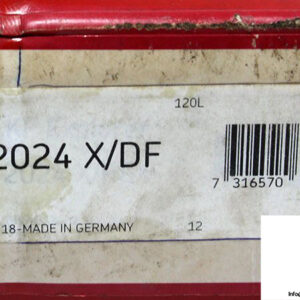 120L
2024 X/DF
7 316570
18-MADE IN GERMANY 12